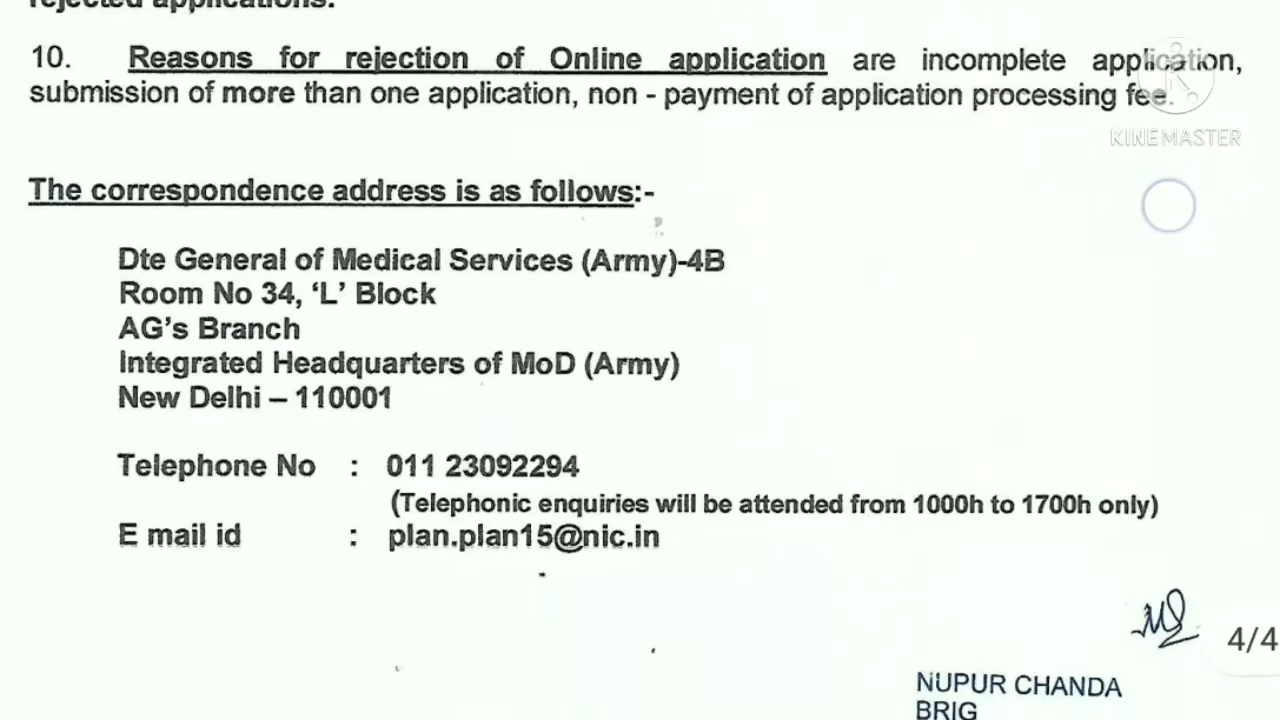 rejected applications.
10. Reasons for rejection of Online application are incomplete application,
submission of more than one application, non - payment of application processing fee.
KINEMASTER
The correspondence address is as follows:-
Dte General of Medical Services (Army)-4B
Room No 34, ‘L’ Block
AG’s Branch
Integrated Headquarters of MoD (Army)
New Delhi – 110001
Telephone No : 011 23092294
(Telephonic enquiries will be attended from 1000h to 1700h only)
E mail id : plan.plan15@nic.in
4/4
NUPUR CHANDA
BRIG